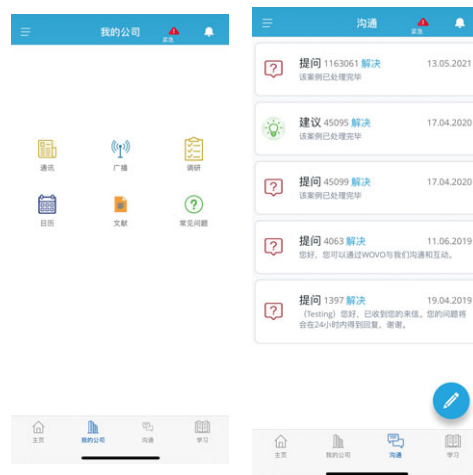 我的公司
紧急
通讯
广播
调研
日历
文献
常见问题
主页
我的公司
沟通
学习
沟通
紧急
提问 1163061 解决
13.05.2021
该案例已处理完毕
建议 45095 解决
17.04.2020
该案例已处理完毕
提问 45099 解决
17.04.2020
该案例已处理完毕
提问 4063 解决
11.06.2019
您好，您可以通过WOVO与我们沟通和互动。
提问 1397 解决
19.04.2019
（Testing）您好，已收到您的来信。您的问题将
会在24小时内得到回复，谢谢。
主页
我的公司
沟通
学习